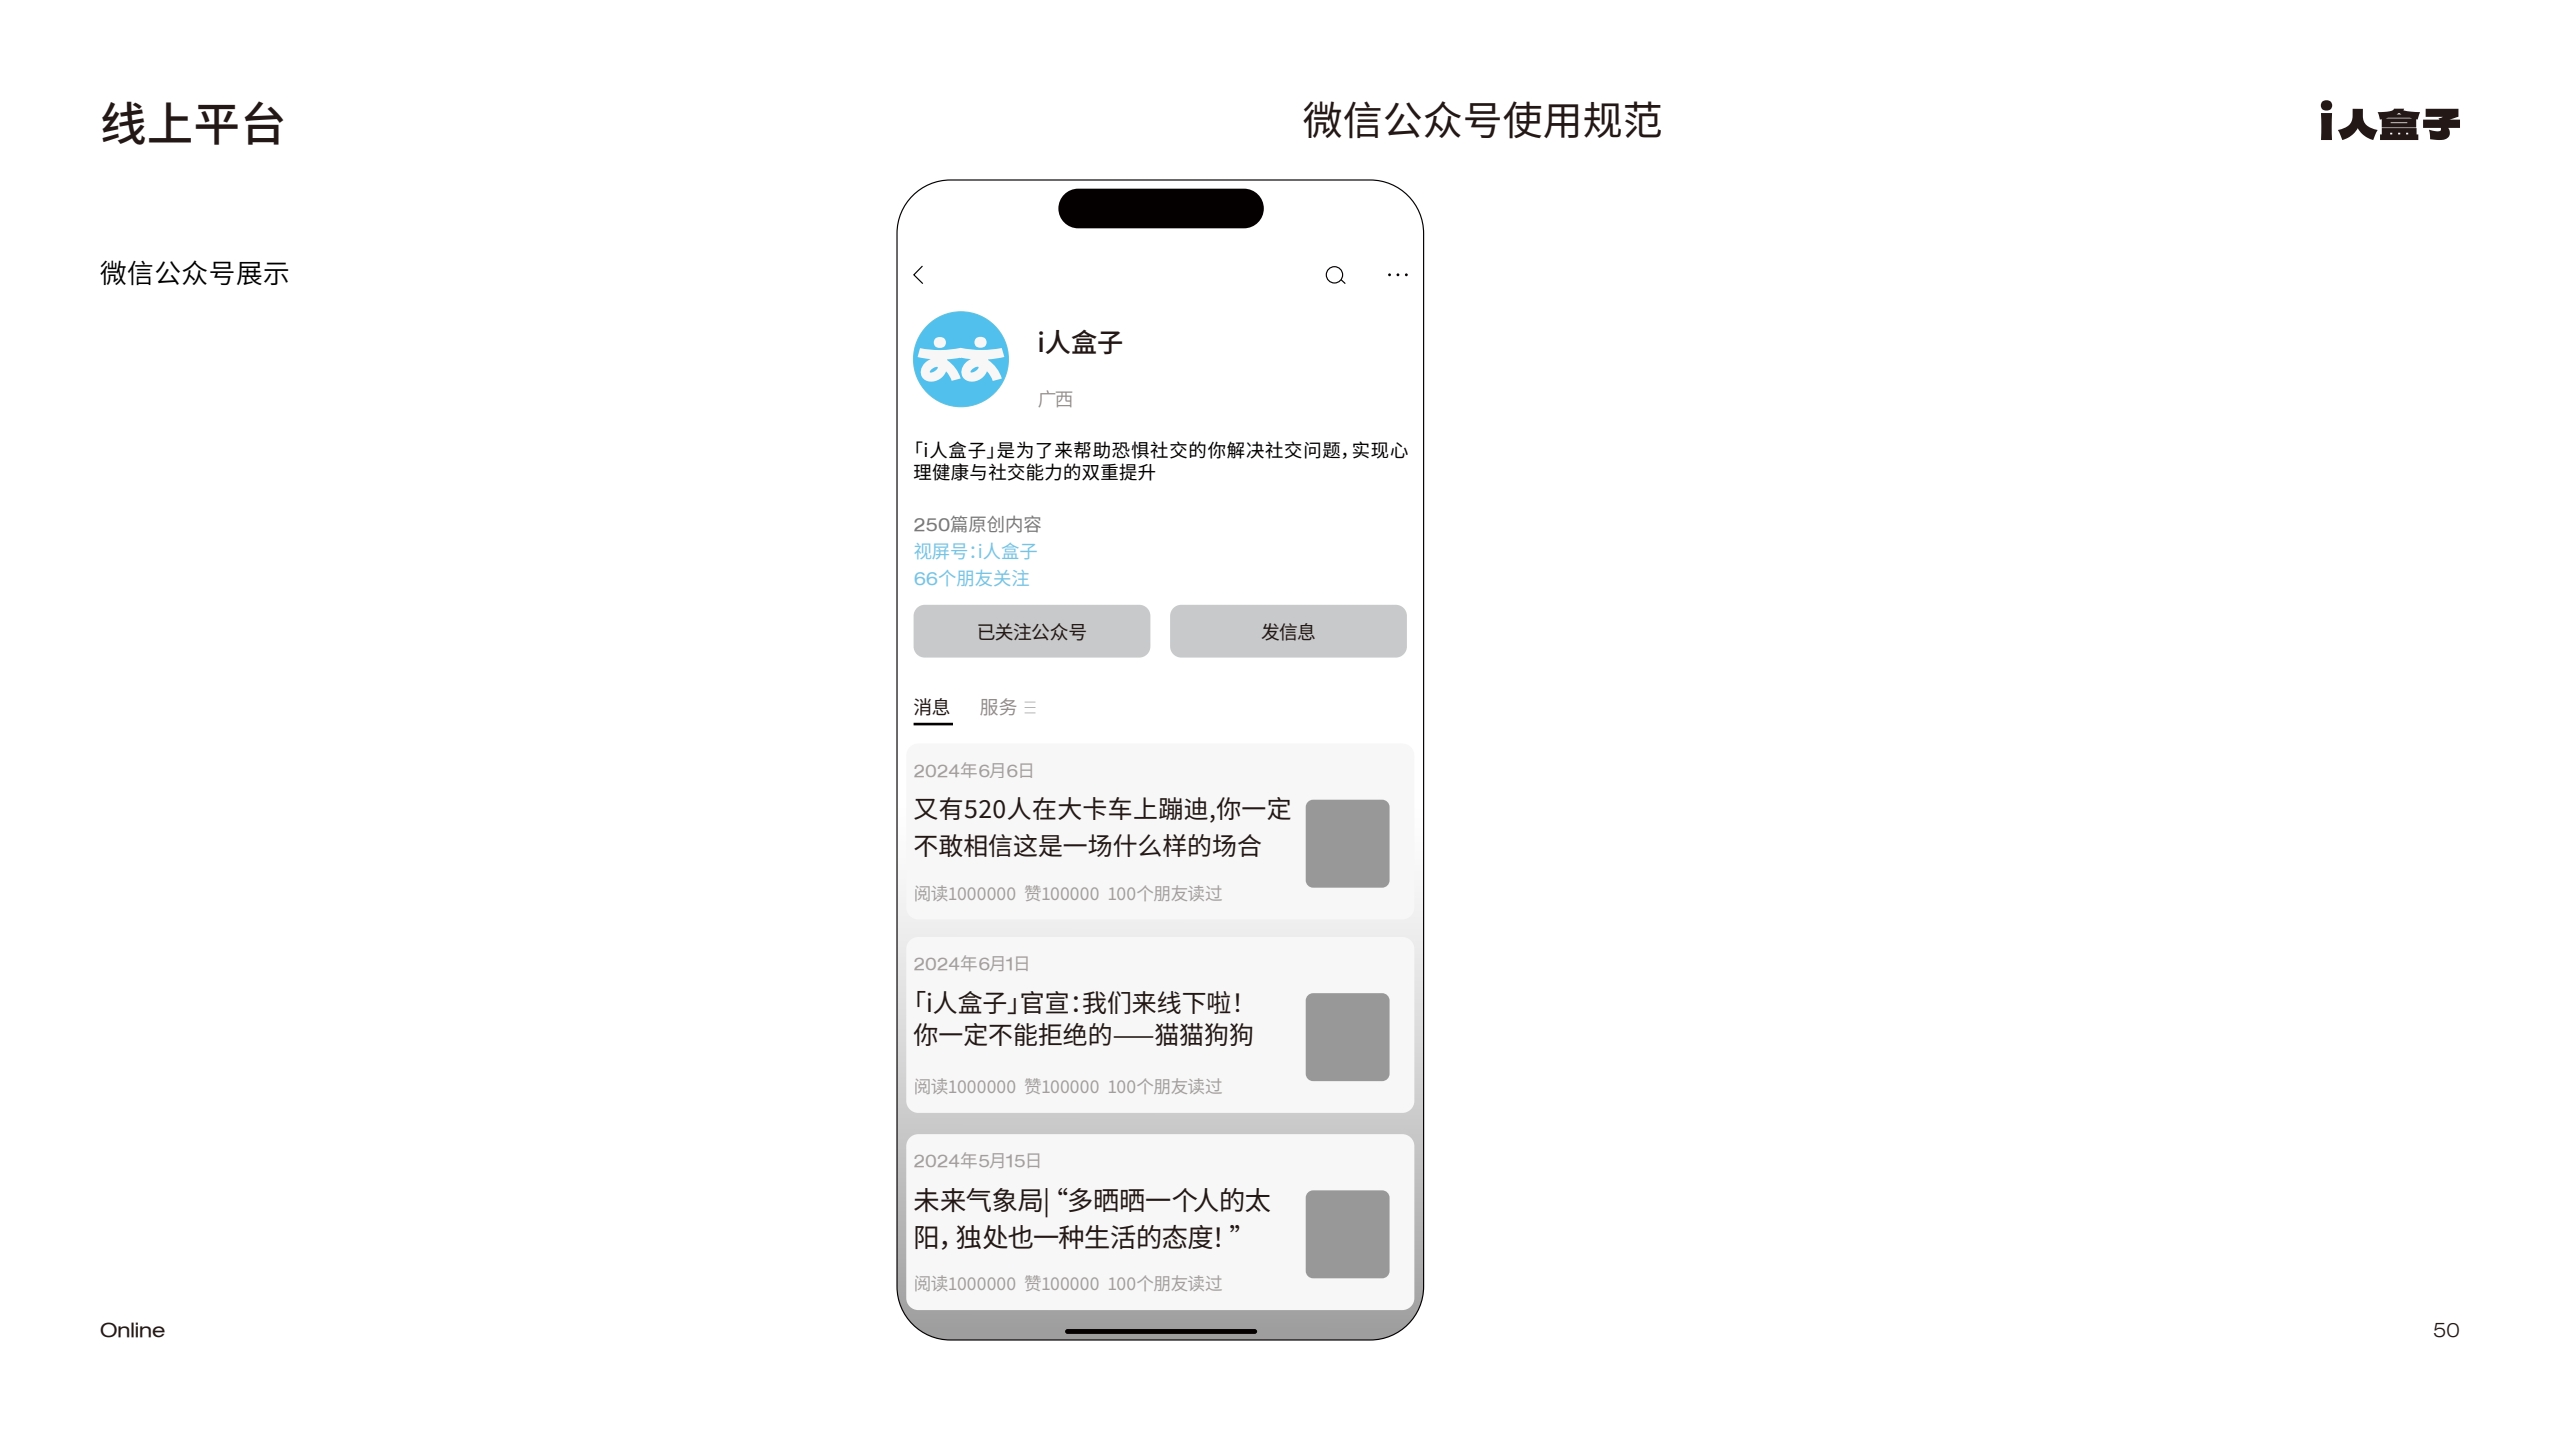 线上平台
微信公众号使用规范
i人盒子
微信公众号展示
i人盒子
广西
「i人盒子」是为了来帮助恐惧社交的你解决社交问题，实现心
理健康与社交能力的双重提升
250篇原创内容
视屏号：i人盒子
66个朋友关注
已关注公众号
发信息
消息
服务
2024年6月6日
又有520人在大卡车上蹦迪,你一定
不敢相信这是一场什么样的场合
阅读1000000 赞100000 100个朋友读过
2024年6月1日
「i人盒子」官宣：我们来线下啦！
你一定不能拒绝的——猫猫狗狗
阅读1000000 赞100000 100个朋友读过
2024年5月15日
未来气象局| “多晒晒一个人的太
阳，独处也一种生活的态度！”
阅读1000000 赞100000 100个朋友读过
Online
50